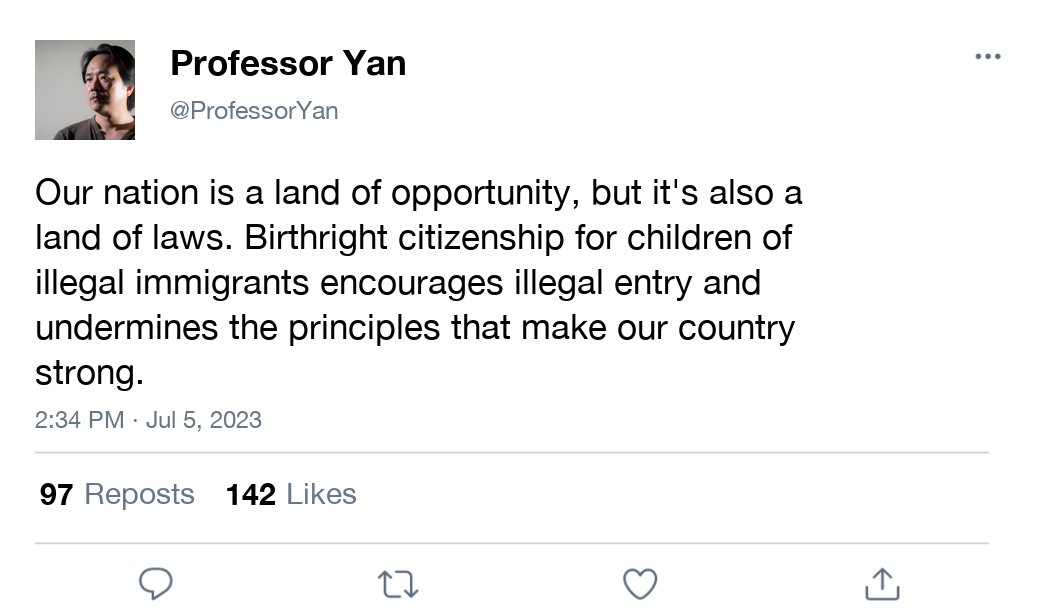 Professor Yan
@ProfessorYan
Our nation is a land of opportunity, but it's also a
land of laws. Birthright citizenship for children of
illegal immigrants encourages illegal entry and
undermines the principles that make our country
strong.
2:34 PM · Jul 5, 2023
97 Reposts 142 Likes